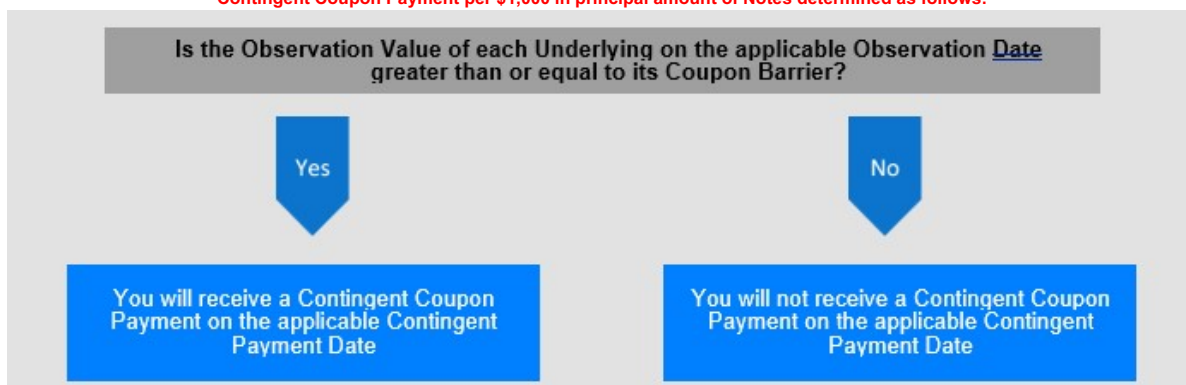 Contingent Coupon Payment per $1,000 in principal amount of Notes determined as follows:
Is the Observation Value of each Underlying on the applicable Observation Date
greater than or equal to its Coupon Barrier?
Yes
No
You will receive a Contingent Coupon
Payment on the applicable Contingent
Payment Date
You will not receive a Contingent Coupon
Payment on the applicable Contingent
Payment Date